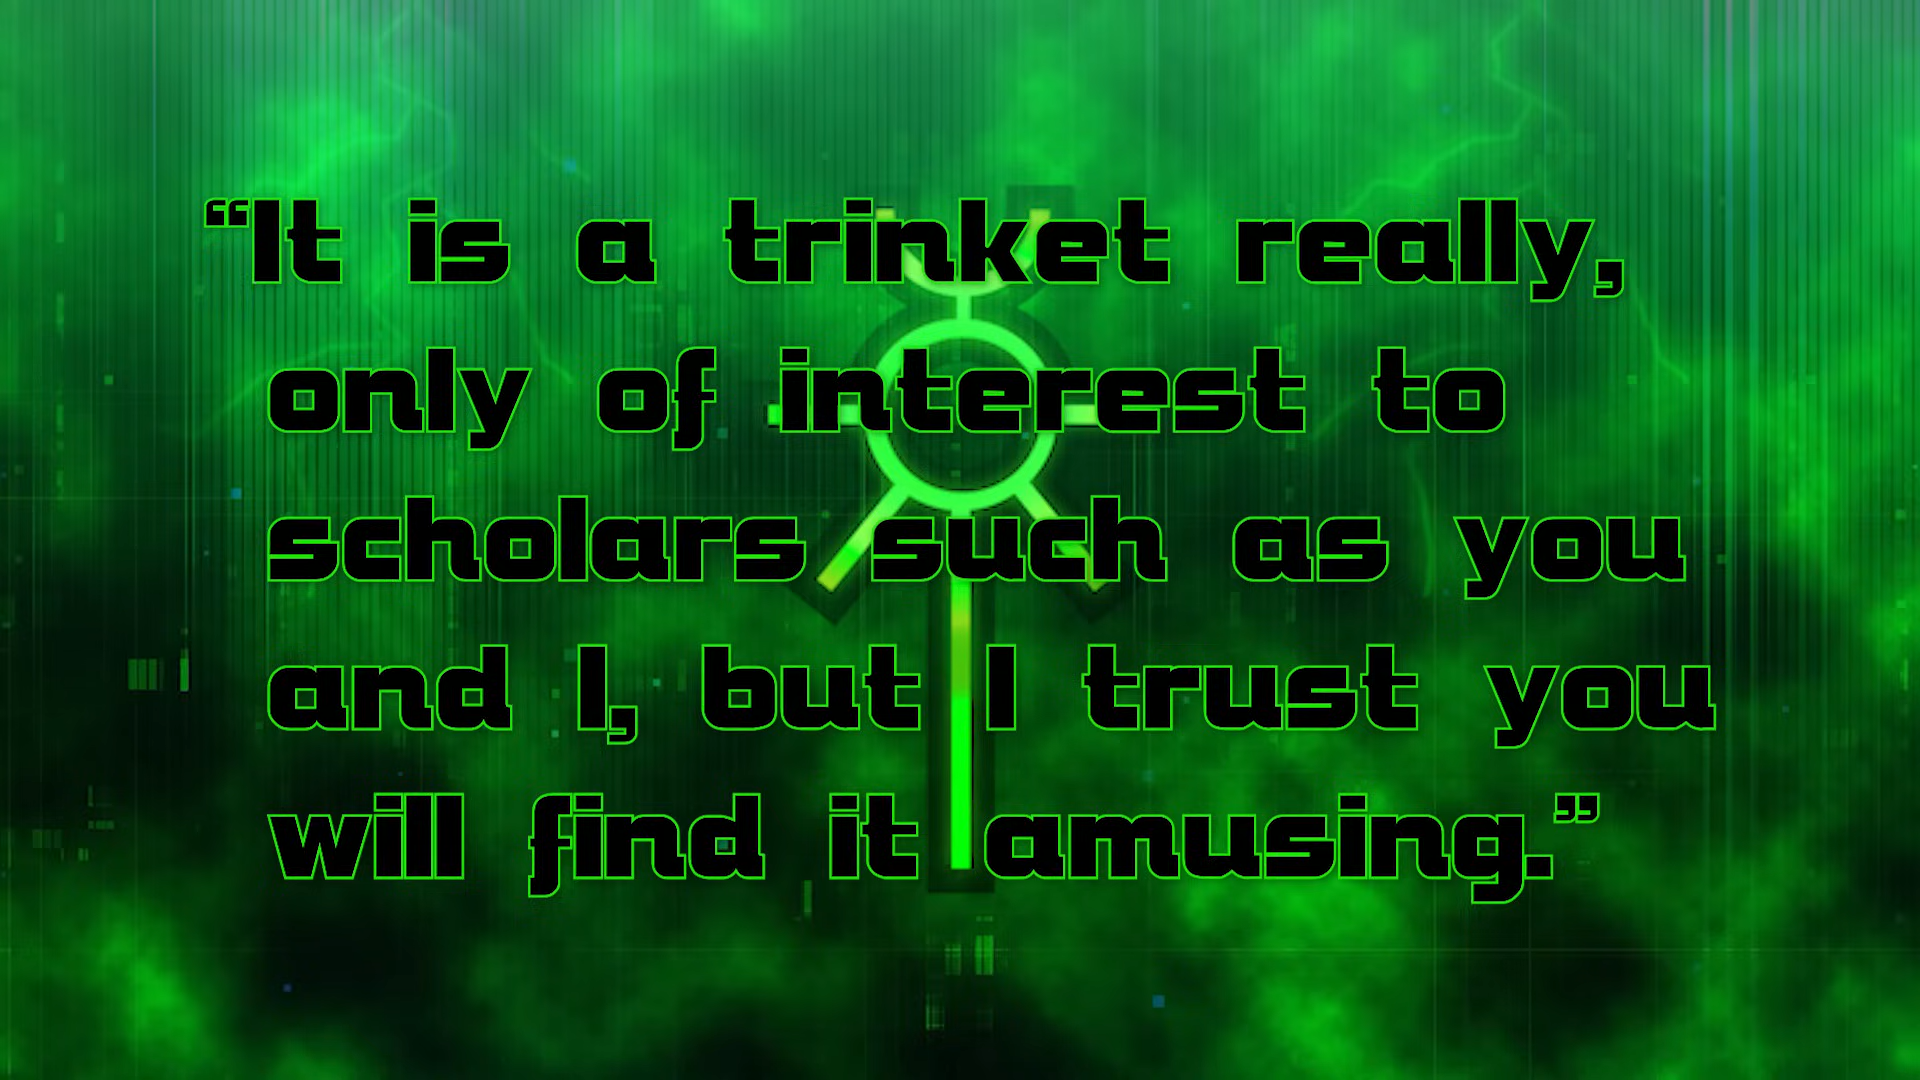 “It is a trinket really,
only of interest to
scholars such as you
and I, but I trust you
will find it amusing.”